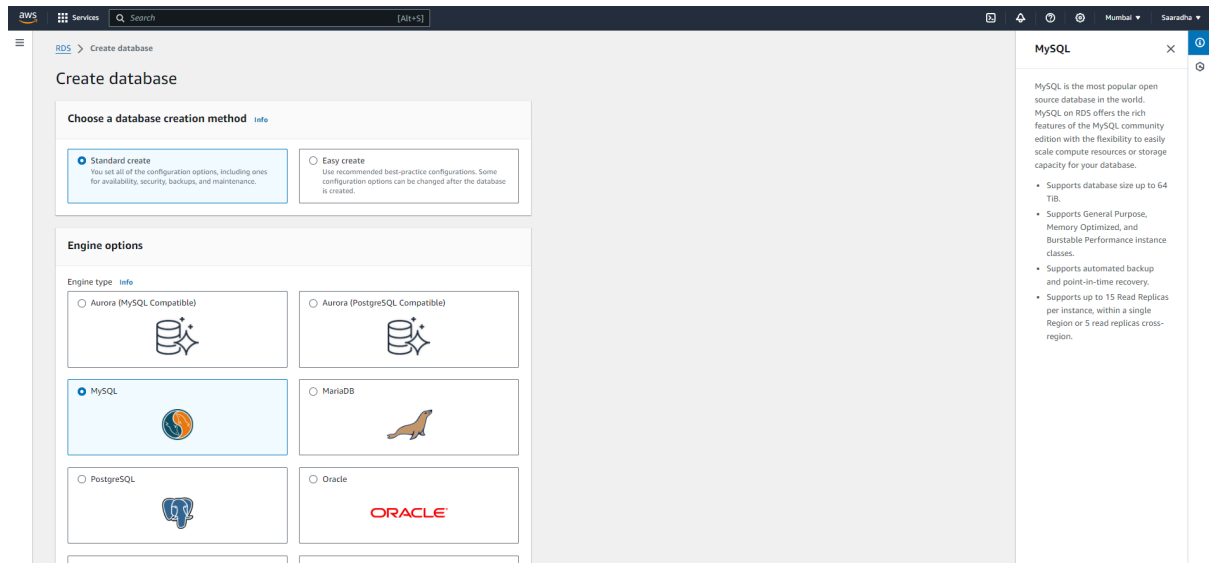 aws
Services
Search
[Alt+S]
Mumbai
Saaradha
RDS > Create database
Create database
Choose a database creation method Info
Standard create
You set all of the configuration options, including ones
for availability, security, backups, and maintenance.
Easy create
Use recommended best-practice configurations. Some
configuration options can be changed after the database
is created.
Engine options
Engine type Info
Aurora (MySQL Compatible)
Aurora (PostgreSQL Compatible)
MySQL
MariaDB
PostgreSQL
Oracle
ORACLE
MySQL
MySQL is the most popular open
source database in the world.
MySQL on RDS offers the rich
features of the MySQL community
edition with the flexibility to easily
scale compute resources or storage
capacity for your database.
• Supports database size up to 64
TiB.
• Supports General Purpose,
Memory Optimized, and
Burstable Performance instance
classes.
• Supports automated backup
and point-in-time recovery.
• Supports up to 15 Read Replicas
per instance, within a single
Region or 5 read replicas cross-
region.